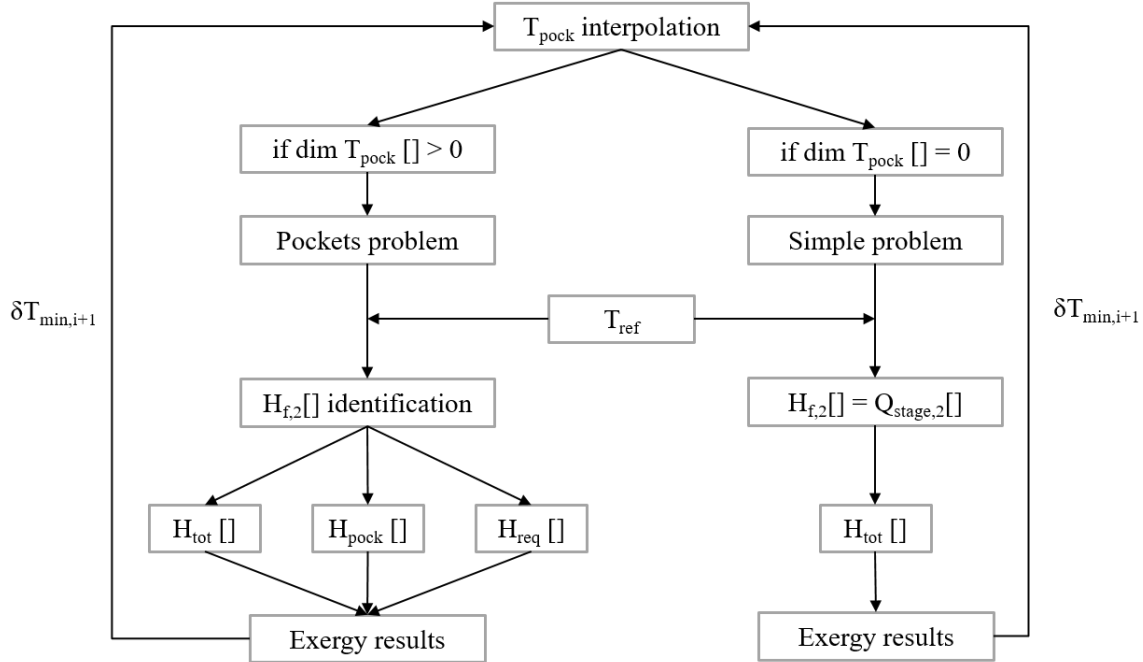 T_pock interpolation
if dim T_pock [] > 0
if dim T_pock [] = 0
Pockets problem
Simple problem
δT_min,i+1
T_ref
δT_min,i+1
H_f,2[] identification
H_f,2[] = Q_stage,2[]
H_tot []
H_pock []
H_req []
H_tot []
Exergy results
Exergy results